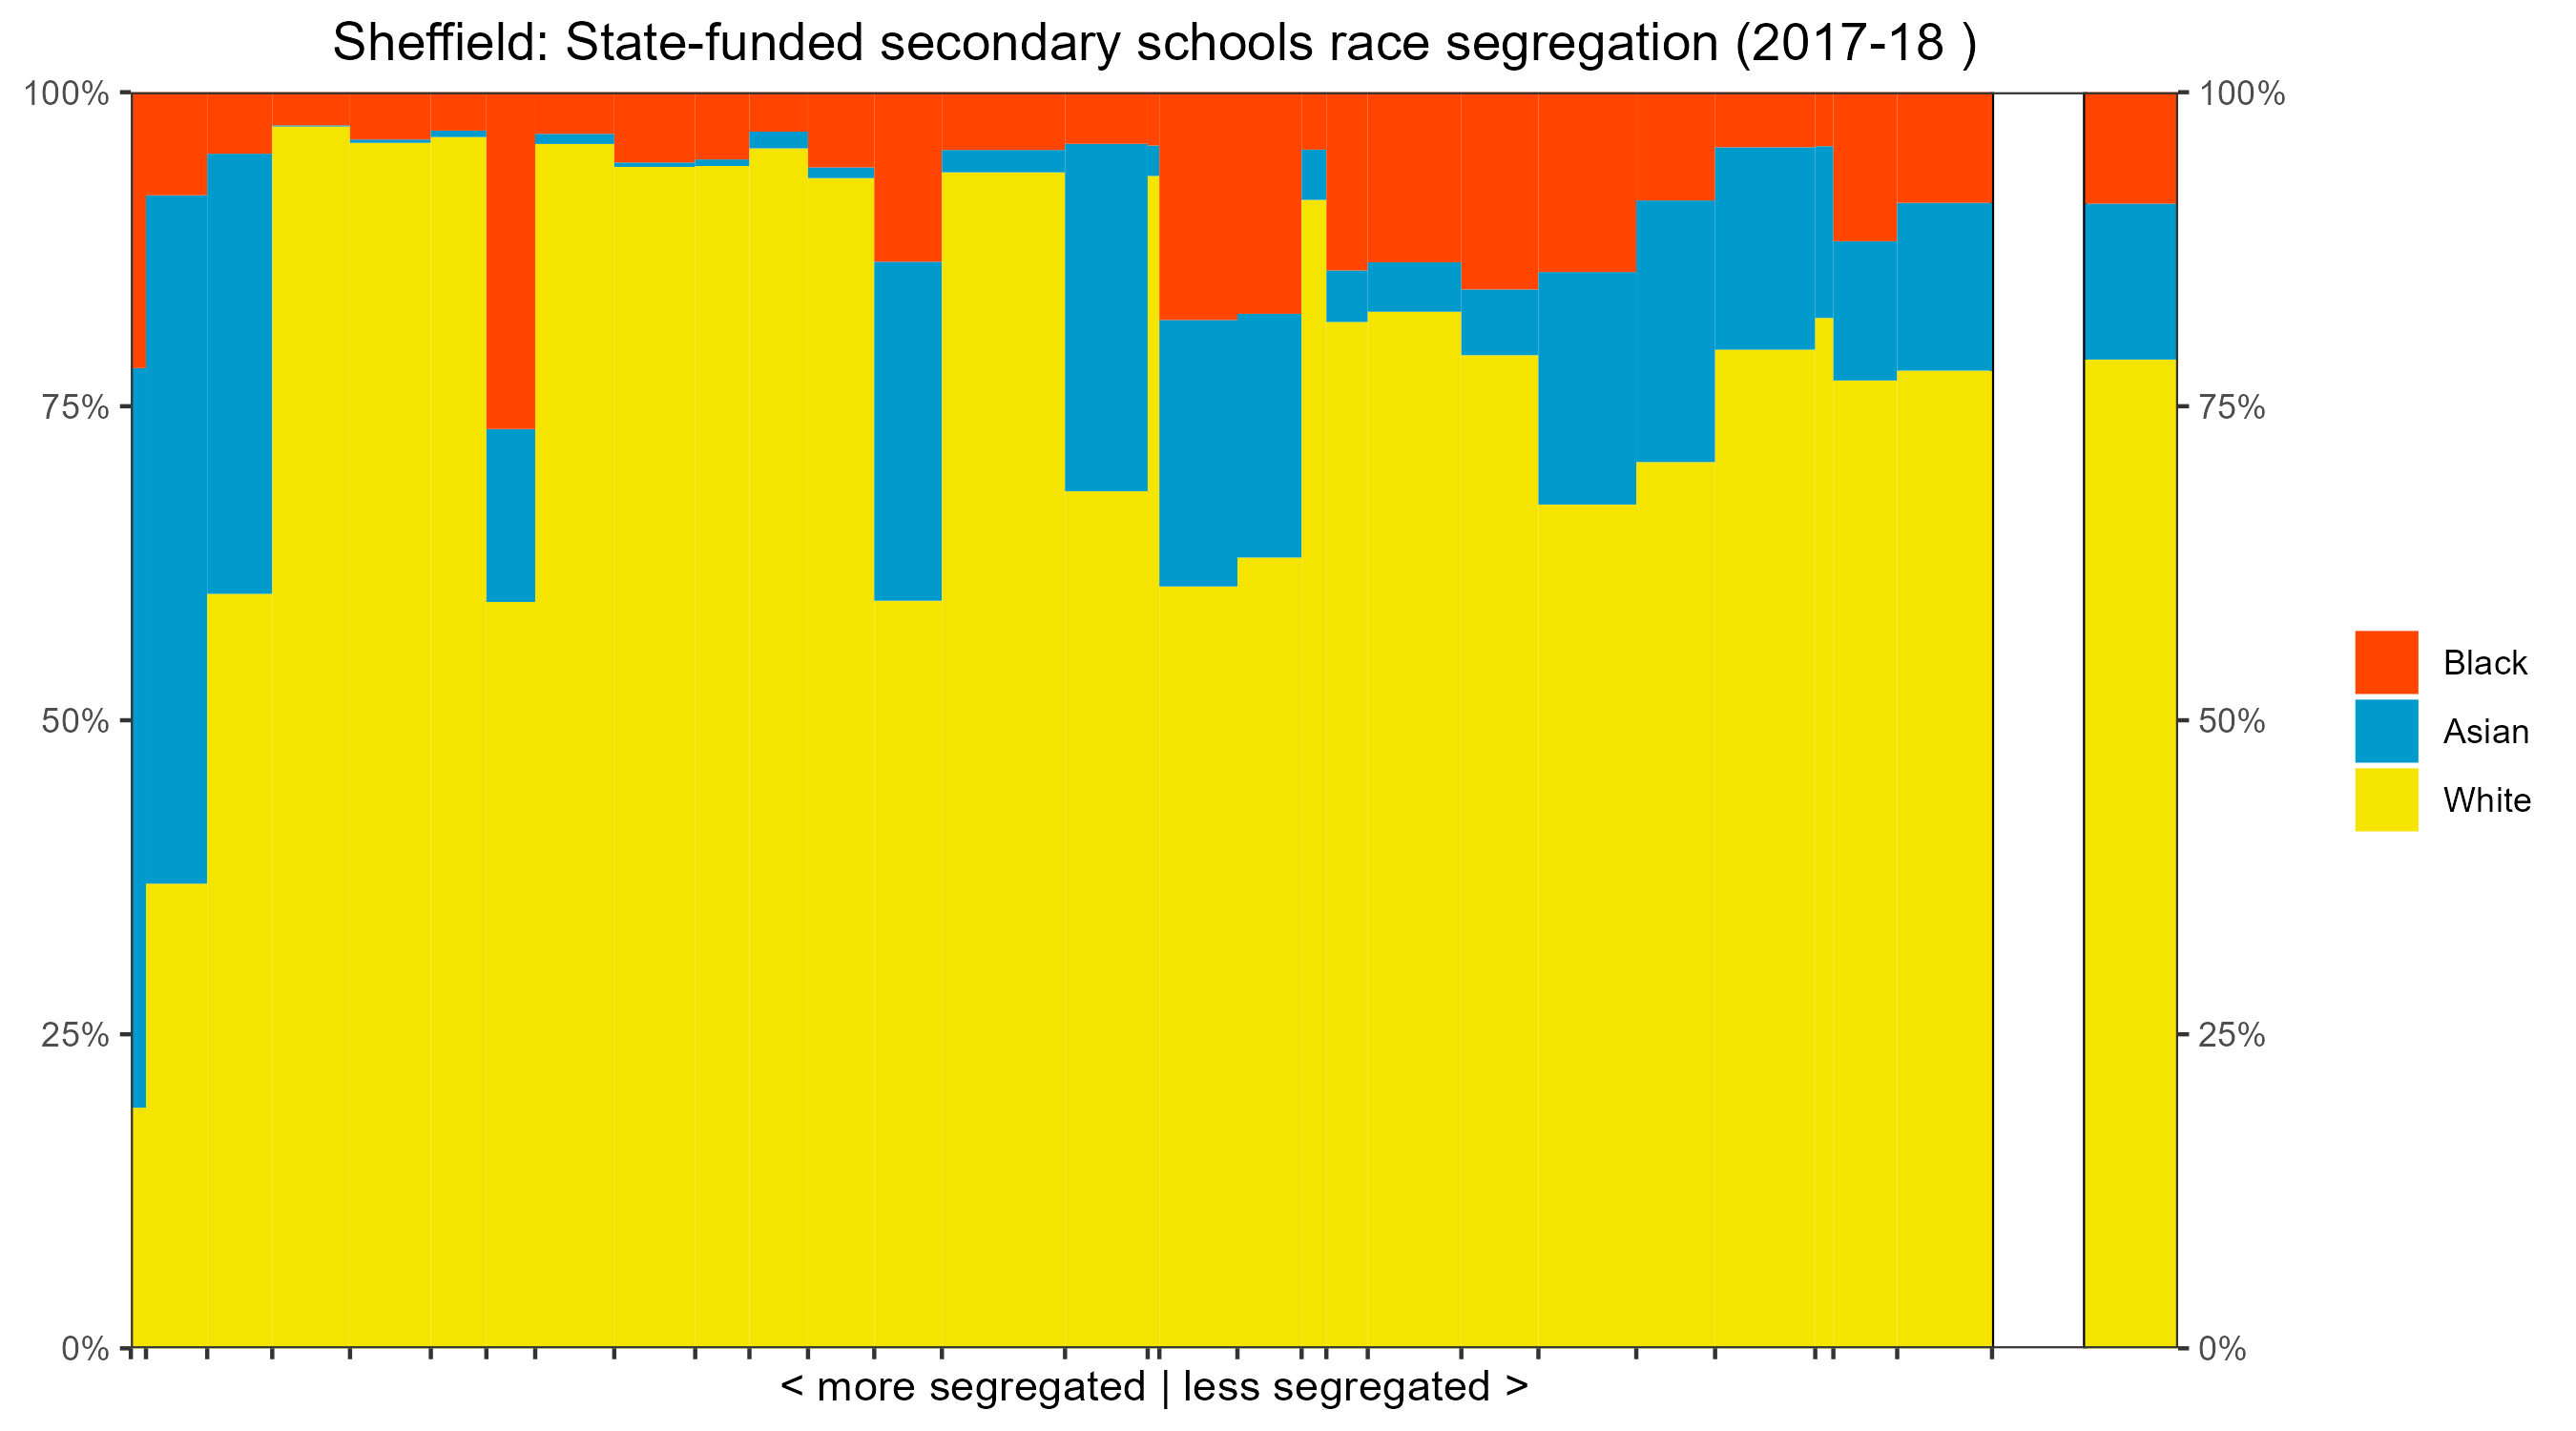 Sheffield: State-funded secondary schools race segregation (2017-18 )
100%
75%
50%
25%
0%
100%
75%
50%
25%
0%
Black
Asian
White
< more segregated | less segregated >